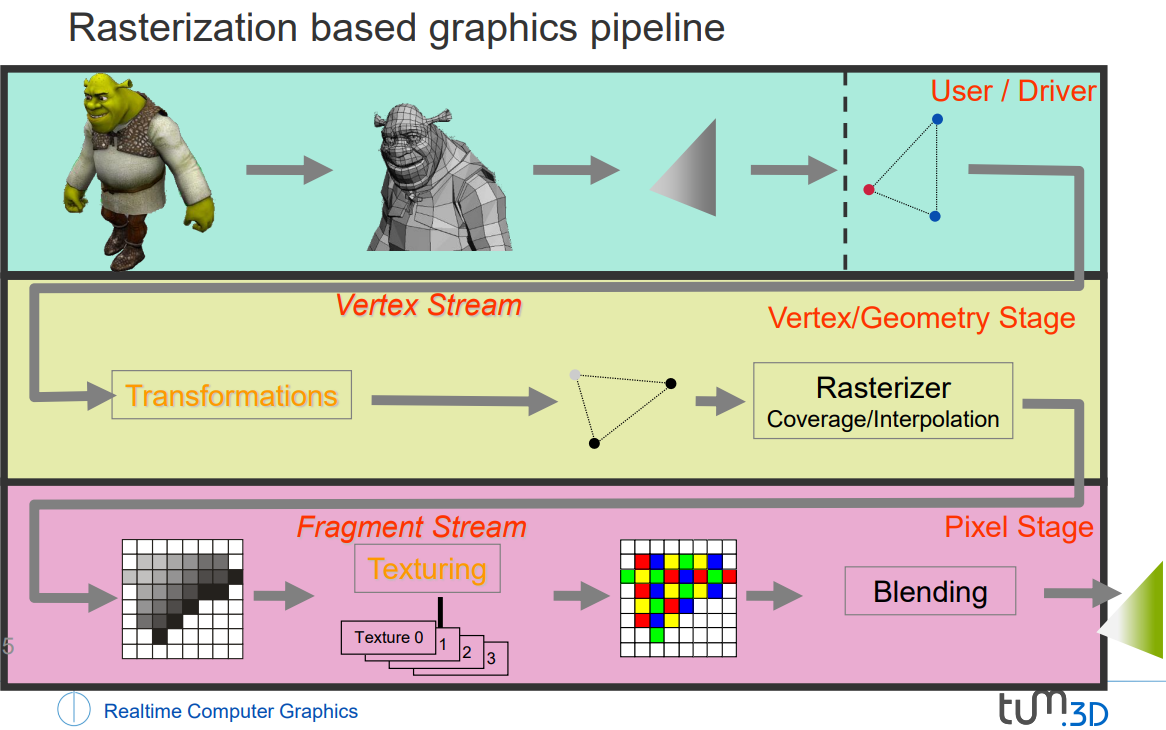 Rasterization based graphics pipeline
User / Driver
Vertex Stream
Vertex/Geometry Stage
Transformations
Rasterizer
Coverage/Interpolation
Fragment Stream
Pixel Stage
Texturing
Blending
Texture 0
1
2
3
5
Realtime Computer Graphics
tum.3D